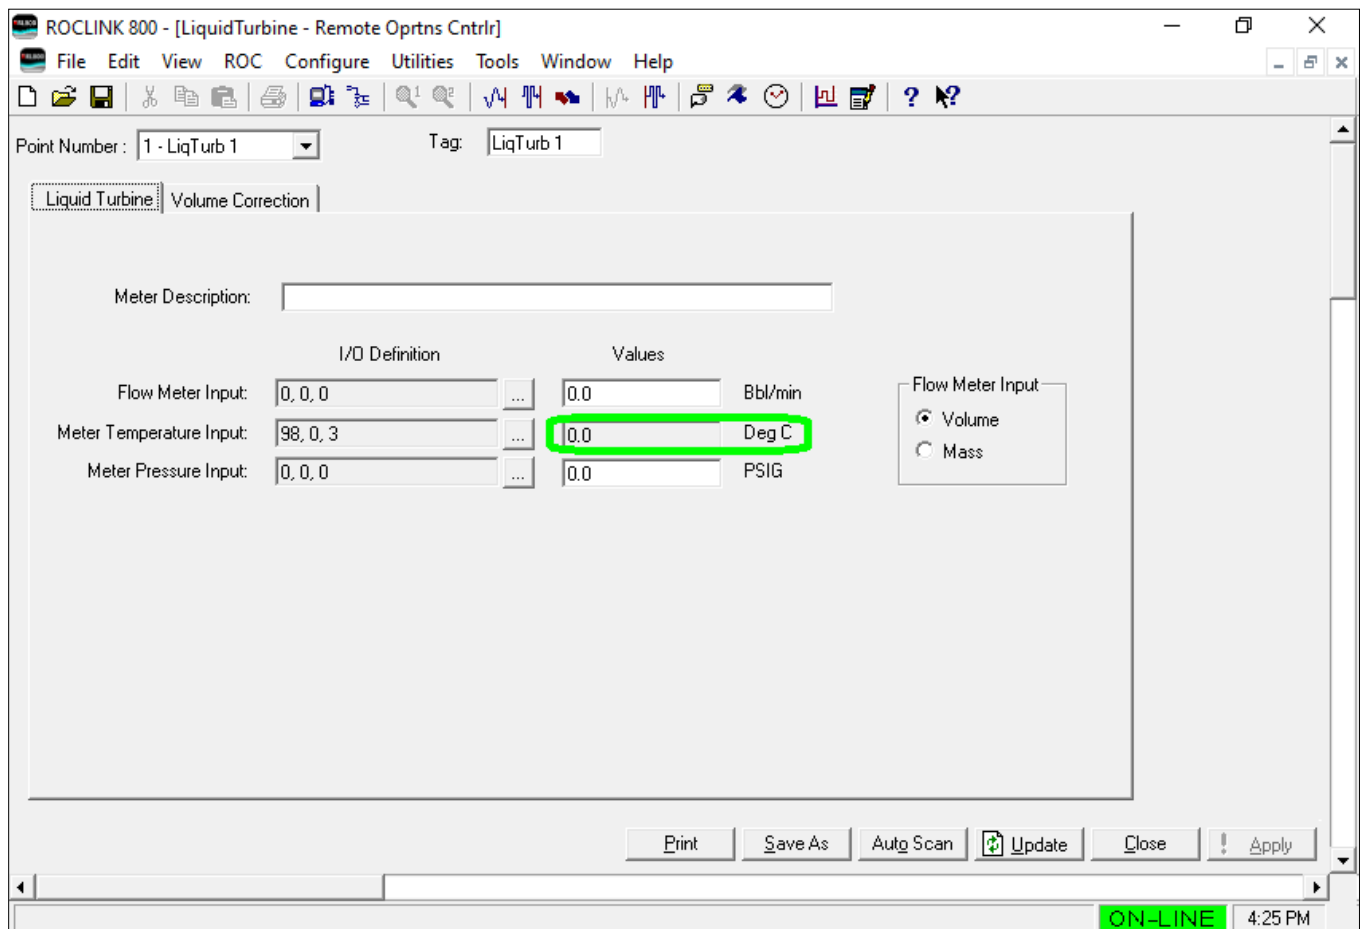 ROCLINK 800 - [LiquidTurbine - Remote Oprtns Cntrlr]
File Edit View ROC Configure Utilities Tools Window Help
Point Number : 1 - LiqTurb 1 Tag: LiqTurb 1
Liquid Turbine Volume Correction
Meter Description:
I/O Definition Values
Flow Meter Input: 0, 0, 0 ... 0.0 Bbl/min Flow Meter Input
Meter Temperature Input: 98, 0, 3 ... 0.0 Deg C Volume
Meter Pressure Input: 0, 0, 0 ... 0.0 PSIG Mass
Print Save As Auto Scan Update Close ! Apply
ON-LINE 4:25 PM